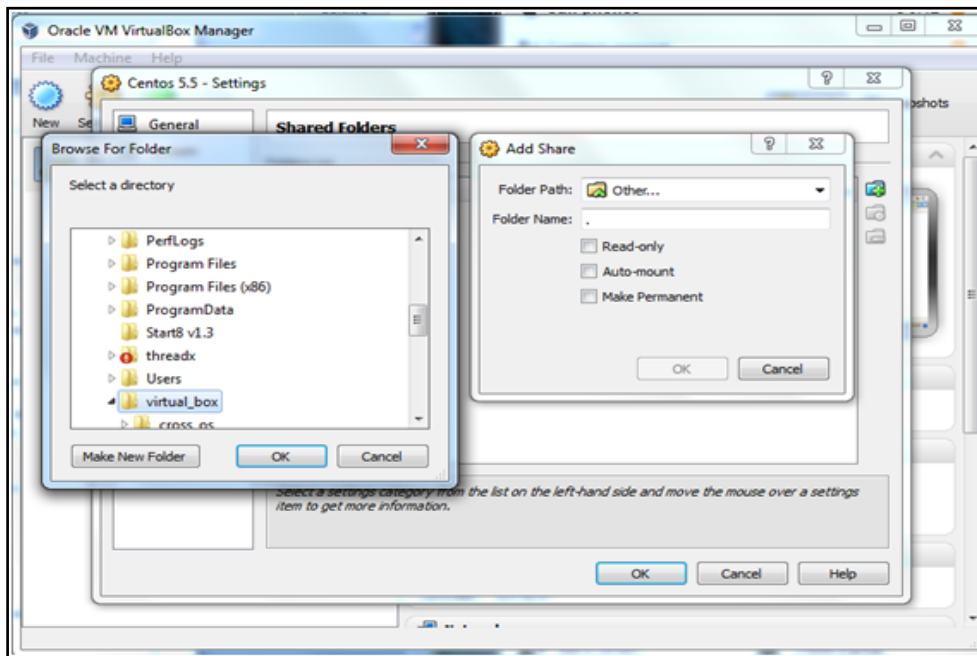 Oracle VM VirtualBox Manager
File Machine Help
Centos 5.5 - Settings
New
General
Shared Folders
Browse For Folder
Select a directory
PerfLogs
Program Files
Program Files (x86)
ProgramData
Start8 v1.3
threadx
Users
virtual_box
cross_os
Make New Folder OK Cancel
Add Share
Folder Path: Other...
Folder Name: .
Read-only
Auto-mount
Make Permanent
OK Cancel
Select a settings category from the list on the left-hand side and move the mouse over a settings
item to get more information.
OK Cancel Help